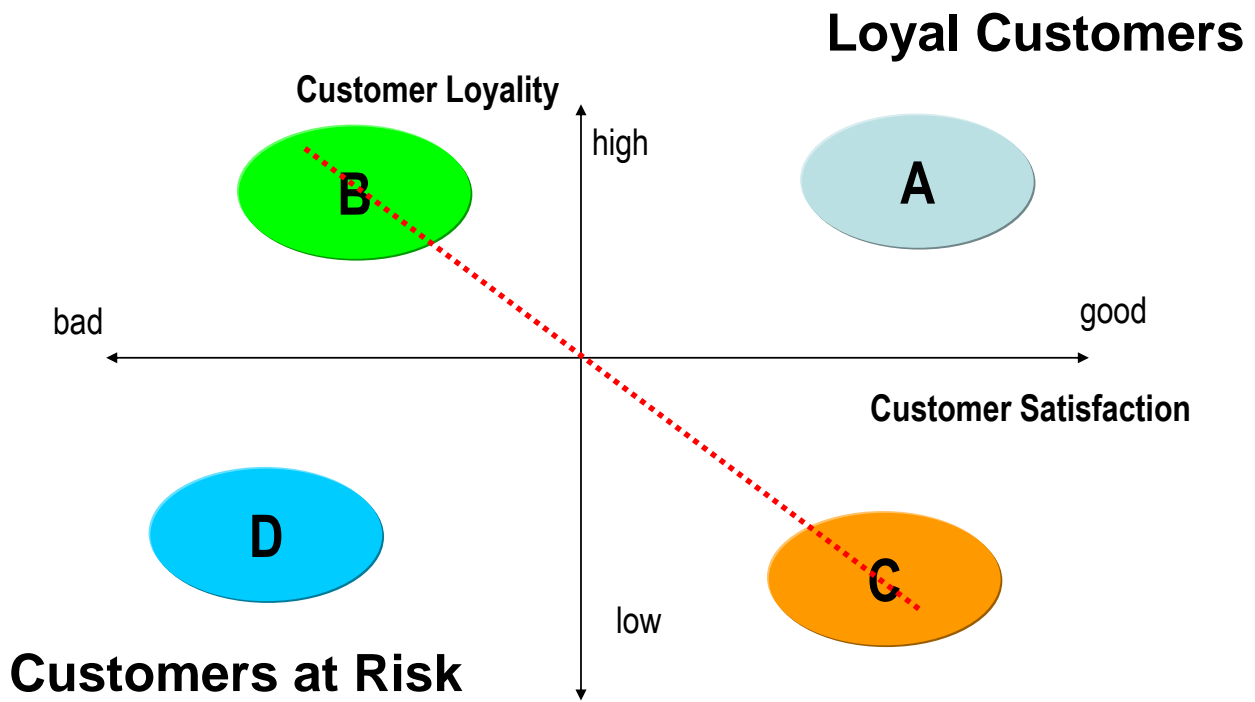 Loyal Customers
Customer Loyality
high
B
A
bad
good
Customer Satisfaction
D
C
low
Customers at Risk